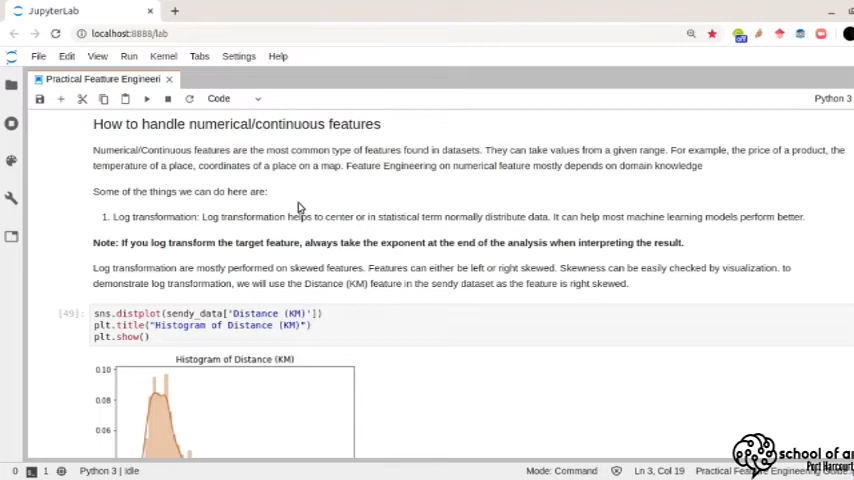 JupyterLab
localhost:8888/lab
off
File Edit View Run Kernel Tabs Settings Help
Practical Featture Engineeri
Code
Python 3
How to handle numerical/continuous features
Numerical/Continuous features are the most common type of features found in datasets. They can take values from a given range. For example, the price of a product, the
temperature of a place, coordinates of a place on a map. Feature Engineering on numerical feature mostly depends on domain knowledge
Some of the things we can do here are:
1. Log transformation: Log transformation helps to center or in statistical term normally distribute data. It can help most machine learning models perform better.
Note: If you log transform the target feature, always take the exponent at the end of the analysis when interpreting the result.
Log transformation are mostly performed on skewed features. Features can either be left or right skewed. Skewness can be easily checked by visualization. to
demonstrate log transformation, we will use the Distance (KM) feature in the sendy dataset as the feature is right skewed.
[49]: sns.distplot(sendy_data['Distance (KM)'])
plt.title("Histogram of Distance (KM)")
plt.show()
Histogram of Distance (KM)
0.10
0.08
0.06
school of a
Port Harcourt
0 1 Python 3 | Idle Mode: Command Ln 3, Col 19 Practical Feature Engineering